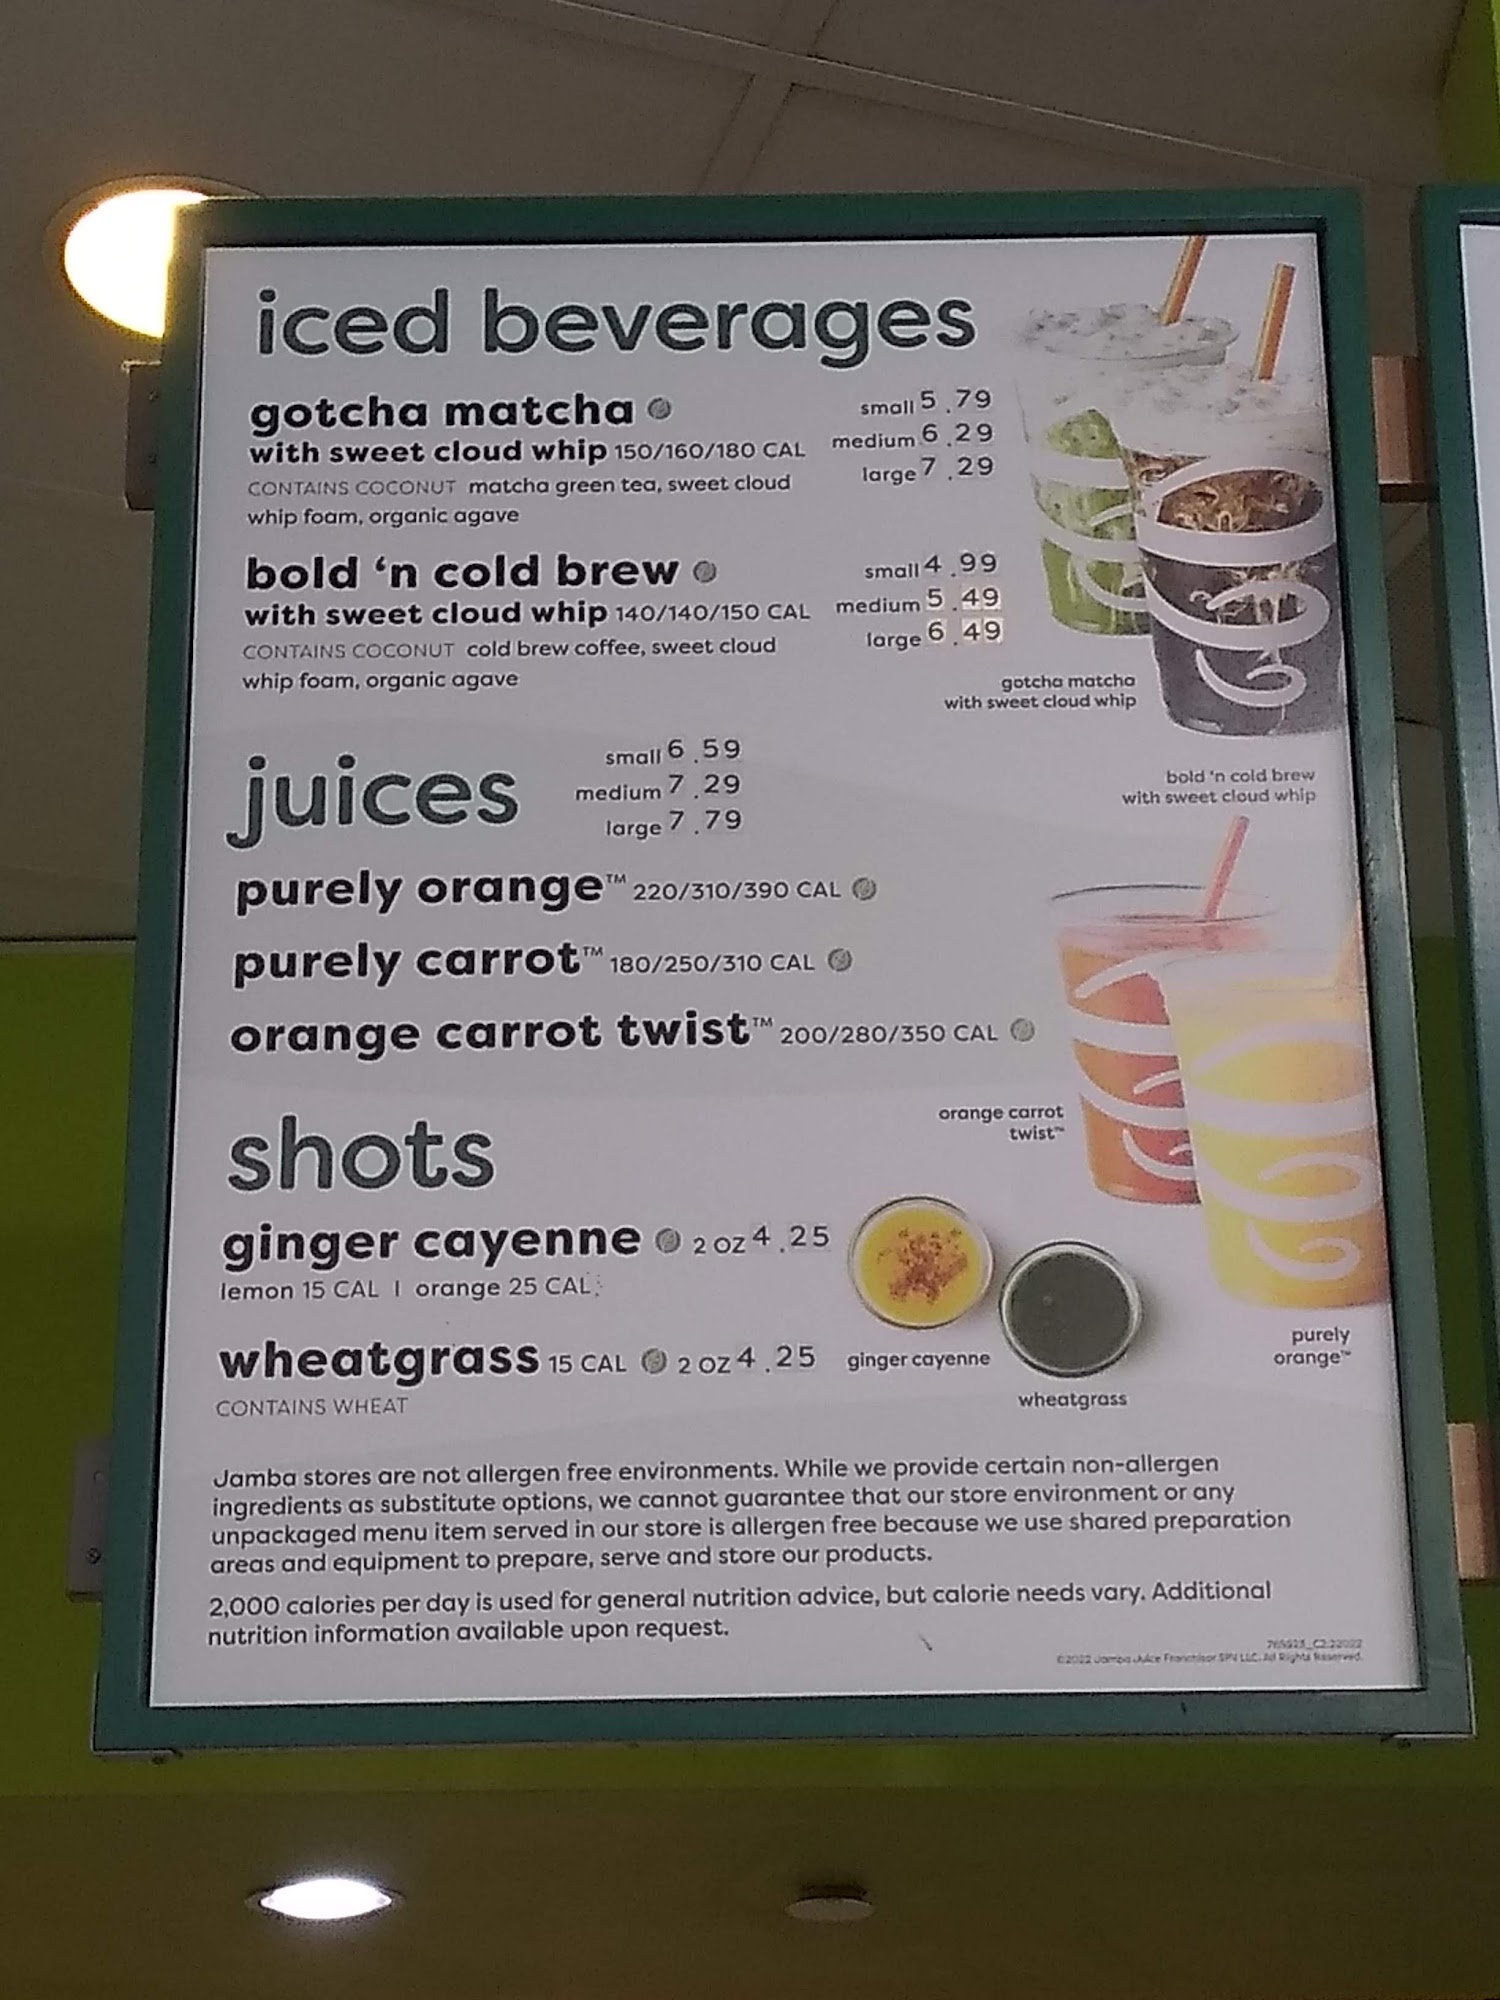 iced beverages
gotcha matcha
with sweet cloud whip 150/160/180 CAL
CONTAINS COCONUT matcha green tea, sweet cloud
whip foam, organic agave
small 5.79
medium 6.29
large 7.29
bold ‘n cold brew
with sweet cloud whip 140/140/150 CAL
CONTAINS COCONUT cold brew coffee, sweet cloud
whip foam, organic agave
small 4.99
medium 5.49
large 6.49
gotcha matcha
with sweet cloud whip
bold ‘n cold brew
with sweet cloud whip
juices
small 6.59
medium 7.29
large 7.79
purely orange™ 220/310/390 CAL
purely carrot™ 180/250/310 CAL
orange carrot twist™ 200/280/350 CAL
orange carrot
twist™
shots
ginger cayenne 2 oz 4.25
lemon 15 CAL | orange 25 CAL
wheatgrass 15 CAL 2 oz 4.25
CONTAINS WHEAT
ginger cayenne
wheatgrass
purely
orange™
Jamba stores are not allergen free environments. While we provide certain non-allergen
ingredients as substitute options, we cannot guarantee that our store environment or any
unpackaged menu item served in our store is allergen free because we use shared preparation
areas and equipment to prepare, serve and store our products.
2,000 calories per day is used for general nutrition advice, but calorie needs vary. Additional
nutrition information available upon request.
©2022 Jamba Juice Franchisor SPV LLC. All Rights Reserved.